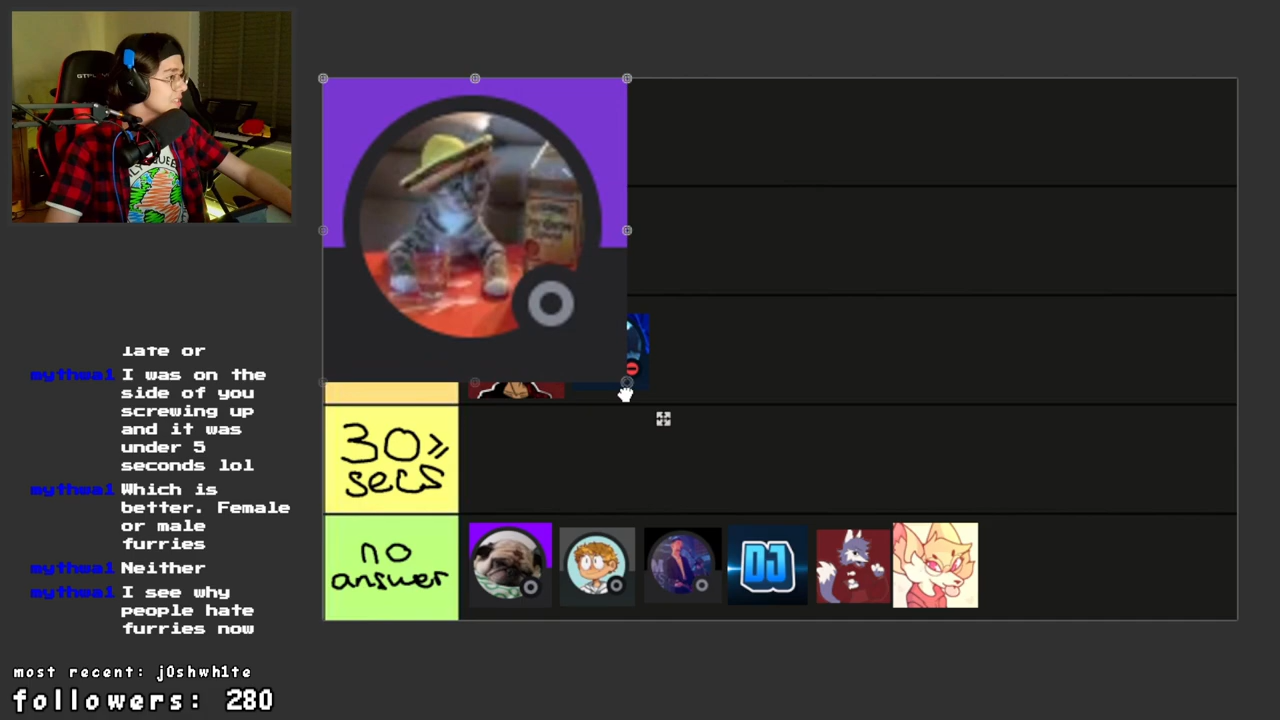 late or
mythwa1 I was on the
side of you
screwing up
and it was
under 5
seconds lol
mythwa1 Which is
better. Female
or male
furries
mythwa1 Neither
mythwa1 I see why
people hate
furries now
most recent: j0shwh1te
followers: 280
30>
secs
no
answer
DJ